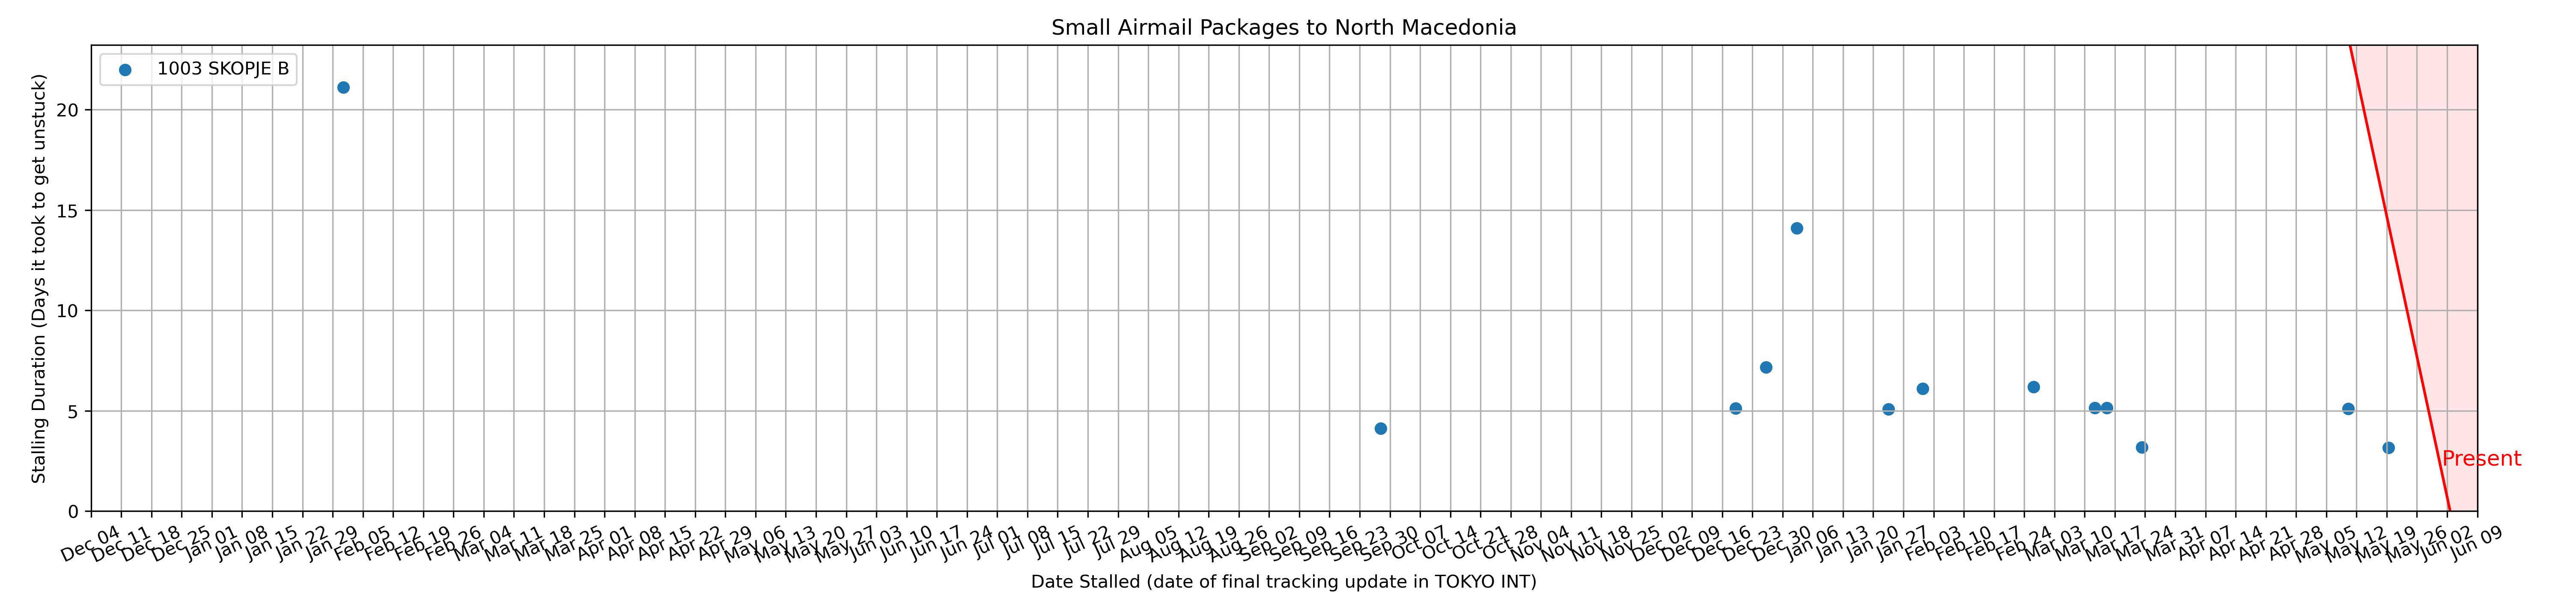 Small Airmail Packages to North Macedonia
1003 SKOPJE B
Stalling Duration (Days it took to get unstuck)
20
15
10
5
0
Present
Dec 04 Dec 11 Dec 18 Dec 25 Jan 01 Jan 08 Jan 15 Jan 22 Jan 29 Feb 05 Feb 12 Feb 19 Feb 26 Mar 04 Mar 11 Mar 18 Mar 25 Apr 01 Apr 08 Apr 15 Apr 22 Apr 29 May 06 May 13 May 20 May 27 Jun 03 Jun 10 Jun 17 Jun 24 Jul 01 Jul 08 Jul 15 Jul 22 Jul 29 Aug 05 Aug 12 Aug 19 Aug 26 Sep 02 Sep 09 Sep 16 Sep 23 Sep 30 Oct 07 Oct 14 Oct 21 Oct 28 Nov 04 Nov 11 Nov 18 Nov 25 Dec 02 Dec 09 Dec 16 Dec 23 Dec 30 Jan 06 Jan 13 Jan 20 Jan 27 Feb 03 Feb 10 Feb 17 Feb 24 Mar 03 Mar 10 Mar 17 Mar 24 Mar 31 Apr 07 Apr 14 Apr 21 Apr 28 May 05 May 12 May 19 May 26 Jun 02 Jun 09
Date Stalled (date of final tracking update in TOKYO INT)